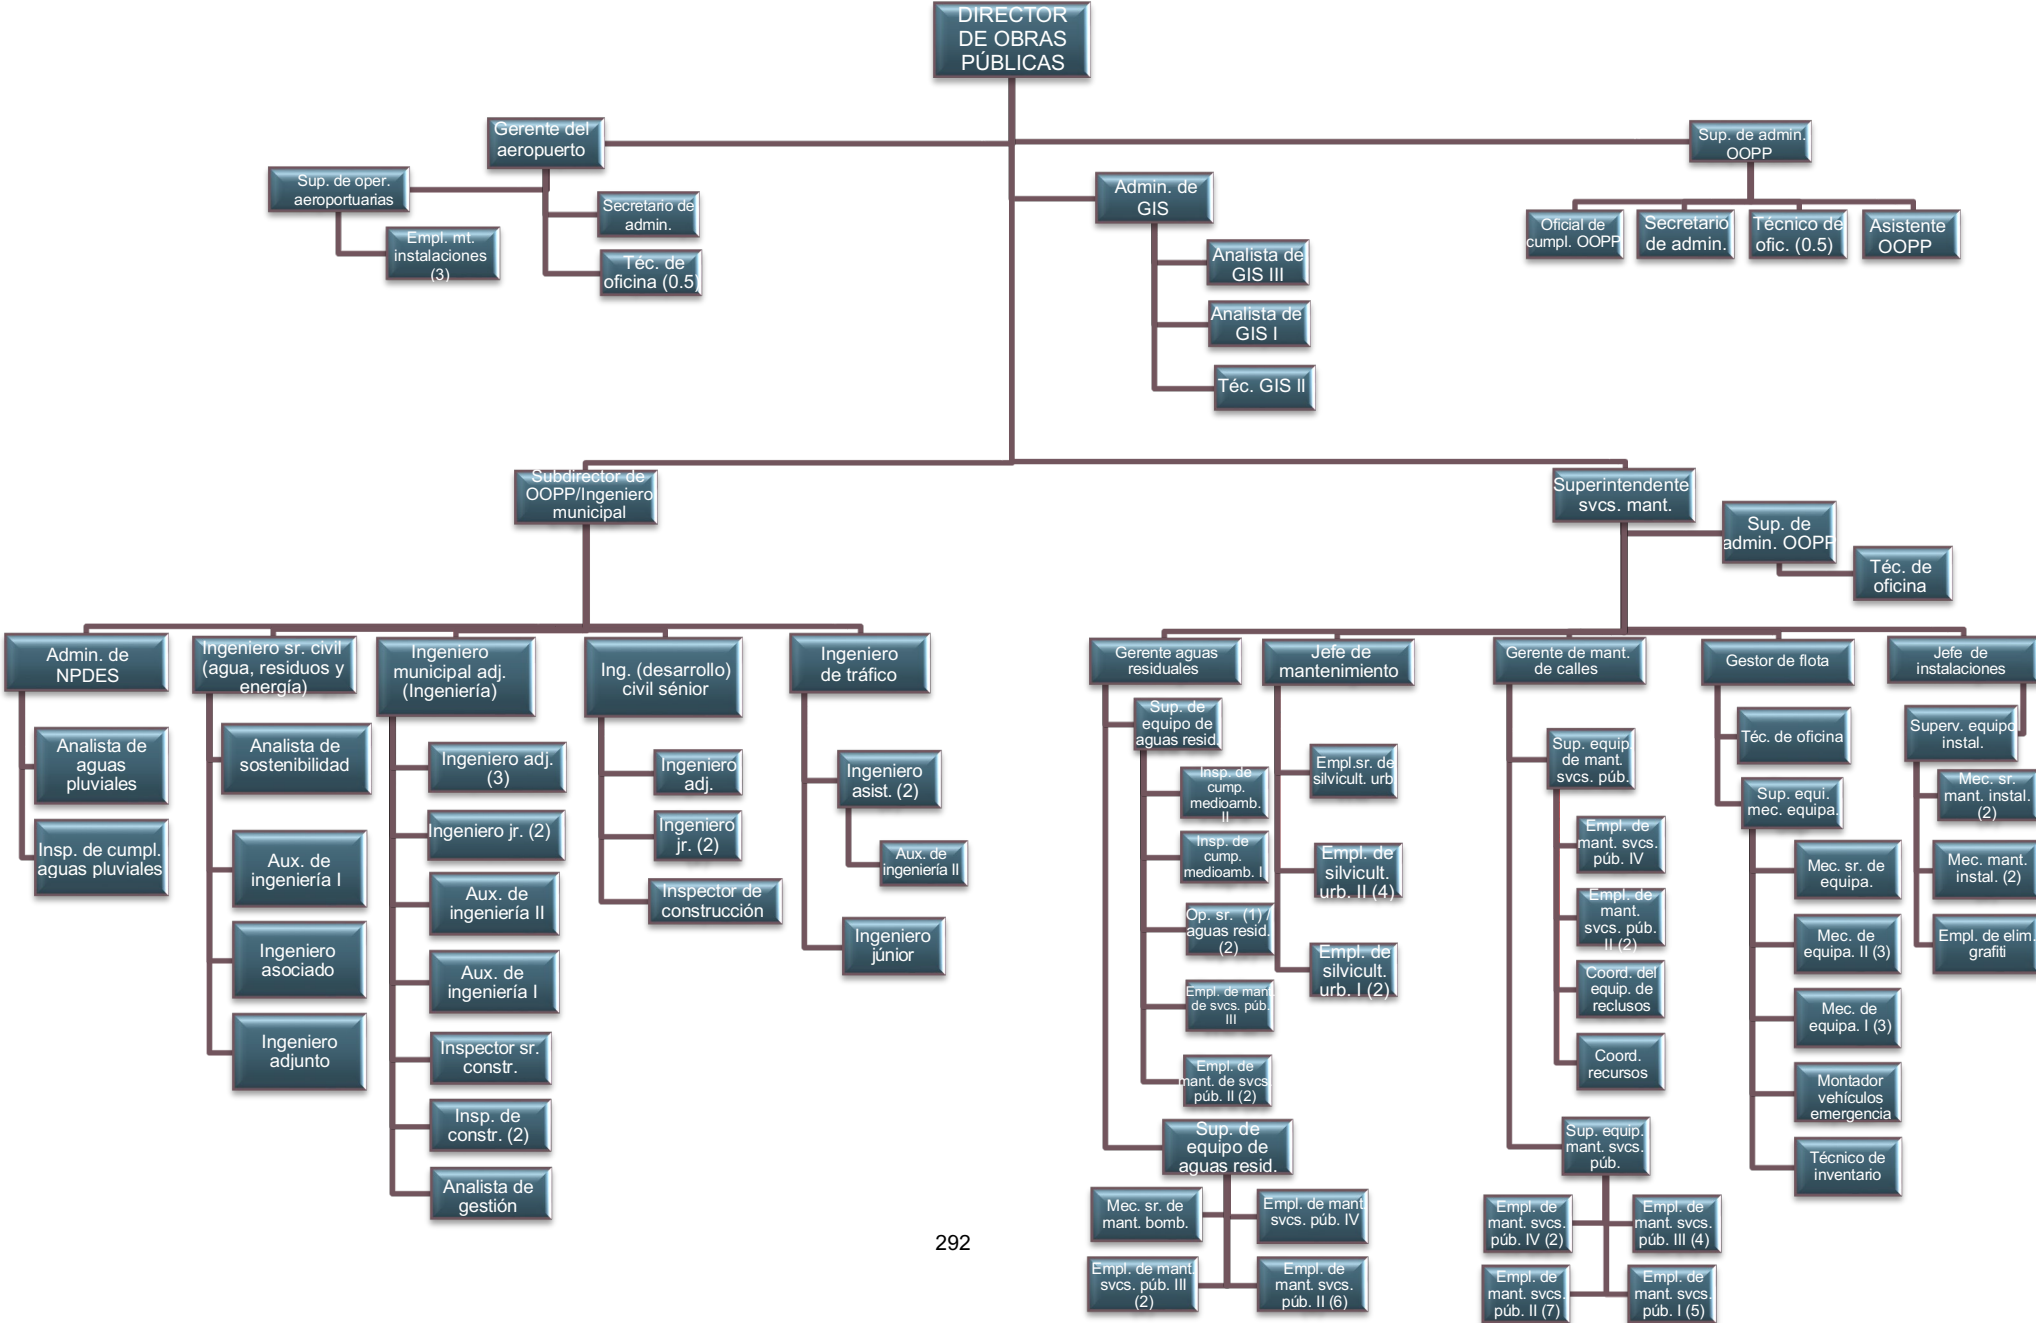 DIRECTOR
DE OBRAS
PÚBLICAS
Gerente del
aeropuerto
Sup. de oper.
aeroportuarias
Empl. mt.
instalaciones
(3)
Secretario de
admin.
Téc. de
oficina (0.5)
Admin. de
GIS
Analista de
GIS III
Analista de
GIS I
Téc. GIS II
Sup. de admin.
OOPP
Oficial de
cumpl. OOPP
Secretario
de admin.
Técnico de
ofic. (0.5)
Asistente
OOPP
Subdirector de
OOPP/Ingeniero
municipal
Superintendente
svcs. mant.
Sup. de
admin. OOPP
Téc. de
oficina
Admin. de
NPDES
Analista de
aguas
pluviales
Insp. de cumpl.
aguas pluviales
Ingeniero sr. civil
(agua, residuos y
energía)
Analista de
sostenibilidad
Aux. de
ingeniería I
Ingeniero
asociado
Ingeniero
adjunto
Ingeniero
municipal adj.
(Ingeniería)
Ingeniero adj.
(3)
Ingeniero jr. (2)
Aux. de
ingeniería II
Aux. de
ingeniería I
Inspector sr.
constr.
Insp. de
constr. (2)
Analista de
gestión
Ing. (desarrollo)
civil sénior
Ingeniero
adj.
Ingeniero
jr. (2)
Inspector de
construcción
Ingeniero
de tráfico
Ingeniero
asist. (2)
Aux. de
ingeniería II
Ingeniero
júnior
Gerente aguas
residuales
Sup. de
equipo de
aguas resid.
Insp. de
cump.
medioamb.
II
Insp. de
cump.
medioamb. I
Op. sr. (1) /
aguas resid.
(2)
Empl. de mant.
de svcs. púb.
III
Empl. de
mant. de svcs.
púb. II (2)
Sup. de
equipo de
aguas resid.
Mec. sr. de
mant. bomb.
Empl. de mant.
svcs. púb. IV
Empl. de mant.
svcs. púb. III
(2)
Empl. de
mant. svcs.
púb. II (6)
Jefe de
mantenimiento
Empl.sr. de
silvicult. urb.
Empl. de
silvicult.
urb. II (4)
Empl. de
silvicult.
urb. I (2)
Gerente de mant.
de calles
Sup. equip.
de mant.
svcs. púb.
Empl. de
mant. svcs.
púb. IV
Empl. de
mant.
svcs. púb.
II (2)
Coord. del
equip. de
reclusos
Coord.
recursos
Sup. equip.
mant. svcs.
púb.
Empl. de
mant. svcs.
púb. IV (2)
Empl. de
mant. svcs.
púb. III (4)
Empl. de
mant. svcs.
púb. II (7)
Empl. de
mant. svcs.
púb. I (5)
Gestor de flota
Téc. de oficina
Sup. equi.
mec. equipa.
Mec. sr. de
equipa.
Mec. de
equipa. II (3)
Mec. de
equipa. I (3)
Montador
vehículos
emergencia
Técnico de
inventario
Jefe de
instalaciones
Superv. equipo
instal.
Mec. sr.
mant. instal.
(2)
Mec. mant.
instal. (2)
Empl. de elim.
grafiti
292